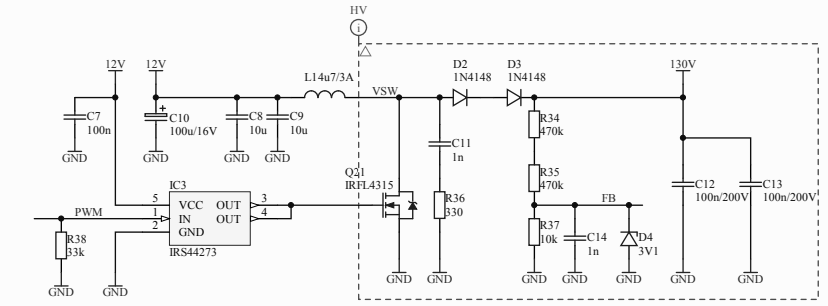 HV
i
12V
12V
L14u7/3A
VSW
D2
1N4148
D3
1N4148
130V
C7
100n
GND
C10
100u/16V
GND
C8
10u
GND
C9
10u
GND
C11
1n
R34
470k
R35
470k
Q21
IRFL4315
R36
330
IC3
5
VCC
OUT
3
PWM
1
IN
OUT
4
2
GND
IRS44273
R38
33k
GND
GND
GND
GND
FB
R37
10k
GND
C14
1n
GND
D4
3V1
GND
C12
100n/200V
GND
C13
100n/200V
GND